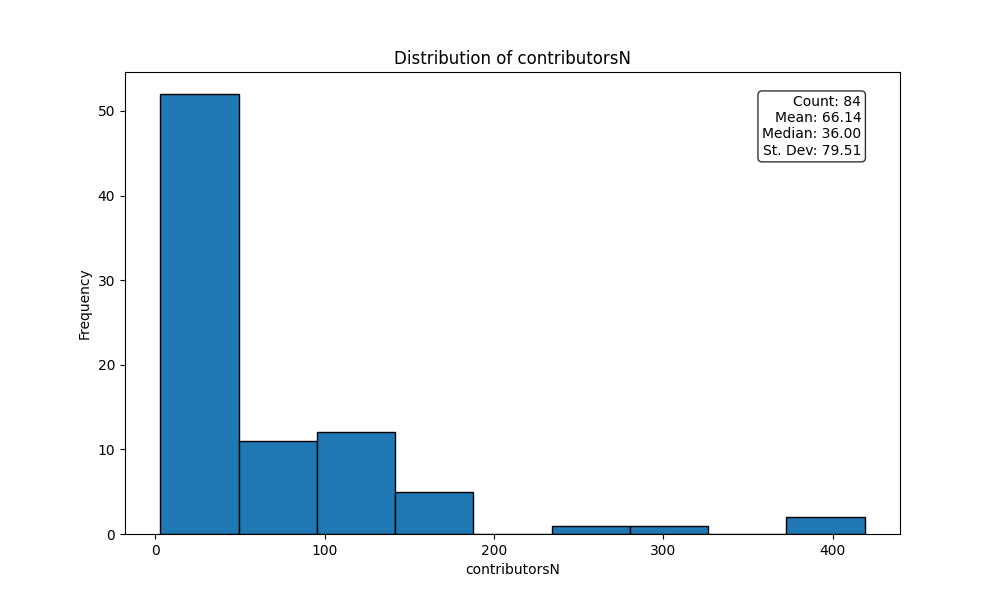 Distribution of contributorsN
Count: 84
Mean: 66.14
Median: 36.00
St. Dev: 79.51
50
40
30
20
10
0
Frequency
0 100 200 300 400
contributorsN